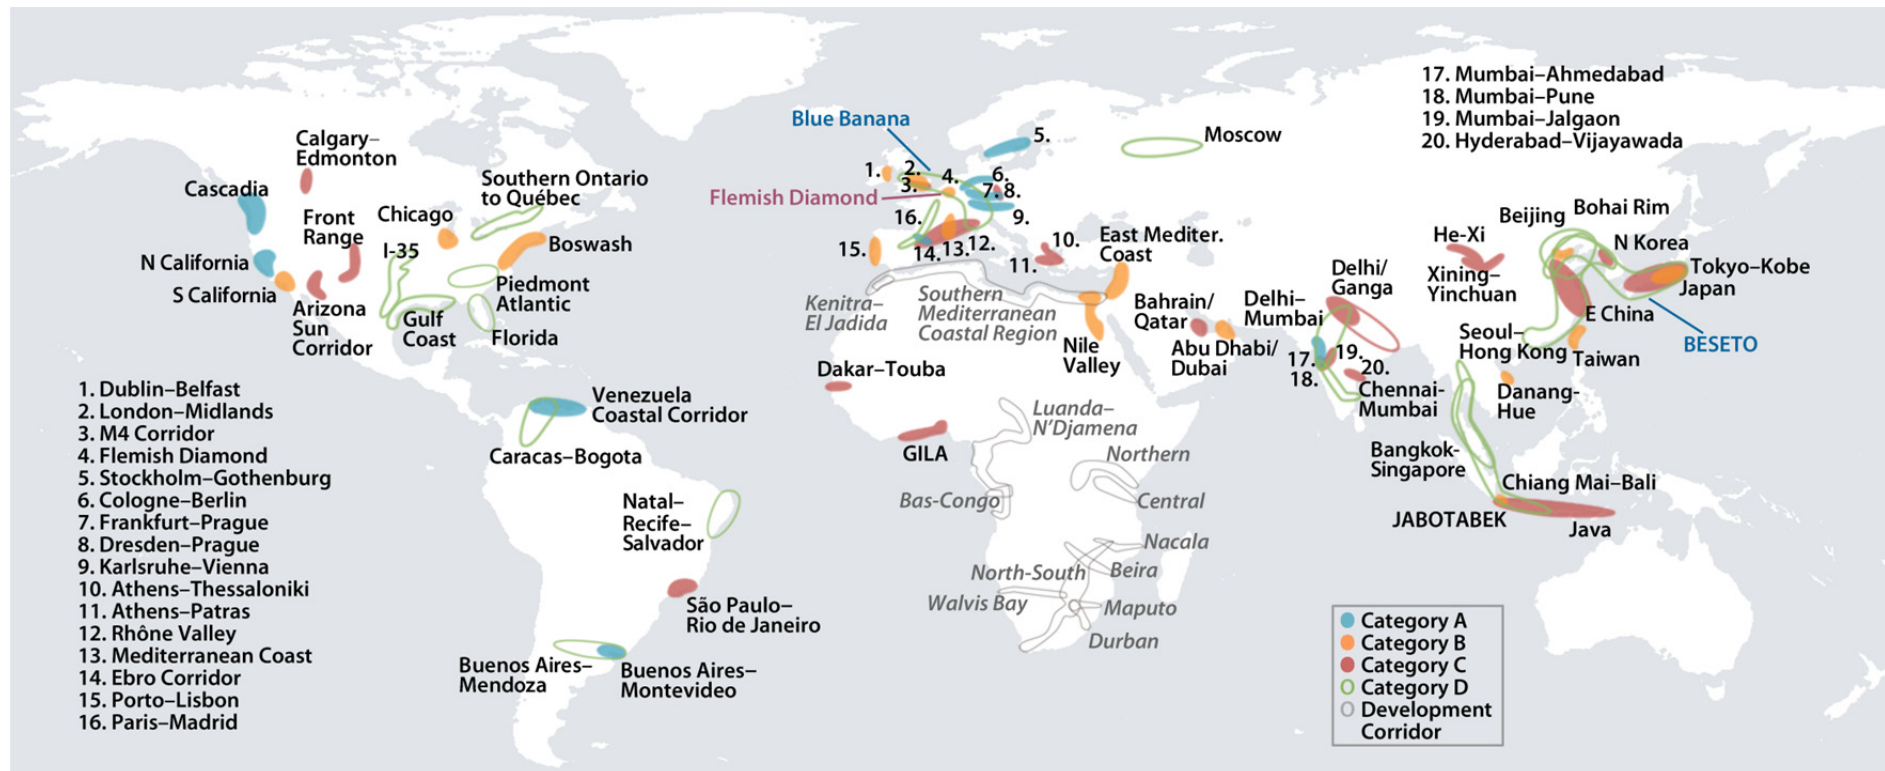 Blue Banana
5.
Moscow
17. Mumbai–Ahmedabad
18. Mumbai–Pune
19. Mumbai–Jalgaon
20. Hyderabad–Vijayawada
Calgary–
Edmonton
Cascadia
Southern Ontario
to Québec
Front
Range
Chicago
I-35
Boswash
N California
S California
Arizona
Sun
Corridor
Gulf
Coast
Piedmont
Atlantic
Florida
1.
2.
3.
4.
6.
7.
8.
Flemish Diamond
9.
16.
15.
14.
13.
12.
10.
11.
East Mediter.
Coast
Kenitra–
El Jadida
Southern
Mediterranean
Coastal Region
Nile
Valley
Bahrain/
Qatar
Abu Dhabi/
Dubai
Delhi–
Mumbai
Delhi/
Ganga
17.
18.
19.
20.
Chennai-
Mumbai
He-Xi
Xining–
Yinchuan
Beijing
Bohai Rim
N Korea
Tokyo–Kobe
Japan
E China
BESETO
Seoul–
Hong Kong
Taiwan
Danang-
Hue
Bangkok-
Singapore
Chiang Mai–Bali
JABOTABEK
Java
Dakar–Touba
GILA
Luanda–
N’Djamena
Northern
Bas-Congo
Central
Nacala
North-South
Beira
Walvis Bay
Maputo
Durban
Venezuela
Coastal Corridor
Caracas–Bogota
Natal–
Recife–
Salvador
São Paulo–
Rio de Janeiro
Buenos Aires–
Mendoza
Buenos Aires–
Montevideo
1. Dublin–Belfast
2. London–Midlands
3. M4 Corridor
4. Flemish Diamond
5. Stockholm–Gothenburg
6. Cologne–Berlin
7. Frankfurt–Prague
8. Dresden–Prague
9. Karlsruhe–Vienna
10. Athens–Thessaloniki
11. Athens–Patras
12. Rhône Valley
13. Mediterranean Coast
14. Ebro Corridor
15. Porto–Lisbon
16. Paris–Madrid
Category A
Category B
Category C
Category D
Development
Corridor